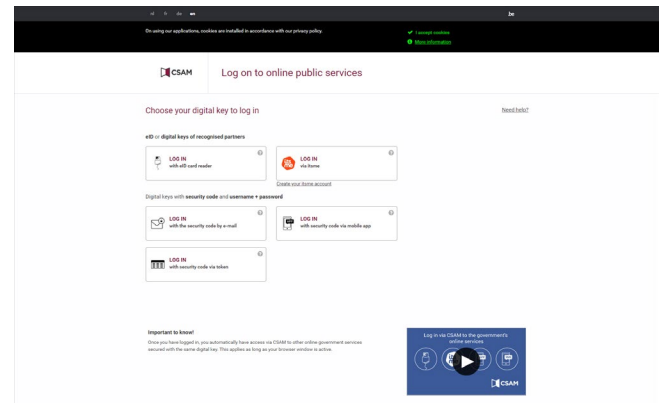 nl fr de en
.be
On using our applications, cookies are installed in accordance with our privacy policy.
I accept cookies
More information
CSAM
Log on to online public services
Choose your digital key to log in
Need help?
eID or digital keys of recognised partners
LOG IN
with eID card reader
LOG IN
via itsme
Create your itsme account
Digital keys with security code and username + password
LOG IN
with the security code by e-mail
LOG IN
with security code via mobile app
LOG IN
with security code via token
Important to know!
Once you have logged in, you automatically have access via CSAM to other online government services
secured with the same digital key. This applies as long as your browser window is active.
Log in via CSAM to the government's
online services
CSAM